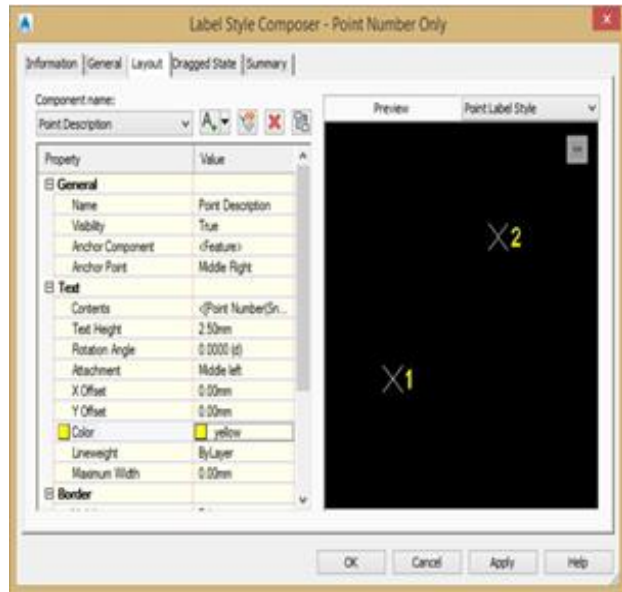 Label Style Composer - Point Number Only
Information General Layout Dragged State Summary
Component name:
Point Description
Preview Point Label Style
Property Value
General
Name Point Description
Visibility True
Anchor Component <Feature>
Anchor Point Middle Right
Text
Contents <[Point Number(Sn...
Text Height 2.50mm
Rotation Angle 0.0000 (d)
Attachment Middle left
X Offset 0.00mm
Y Offset 0.00mm
Color yellow
Lineweight ByLayer
Maximum Width 0.00mm
Border
2
1
OK Cancel Apply Help